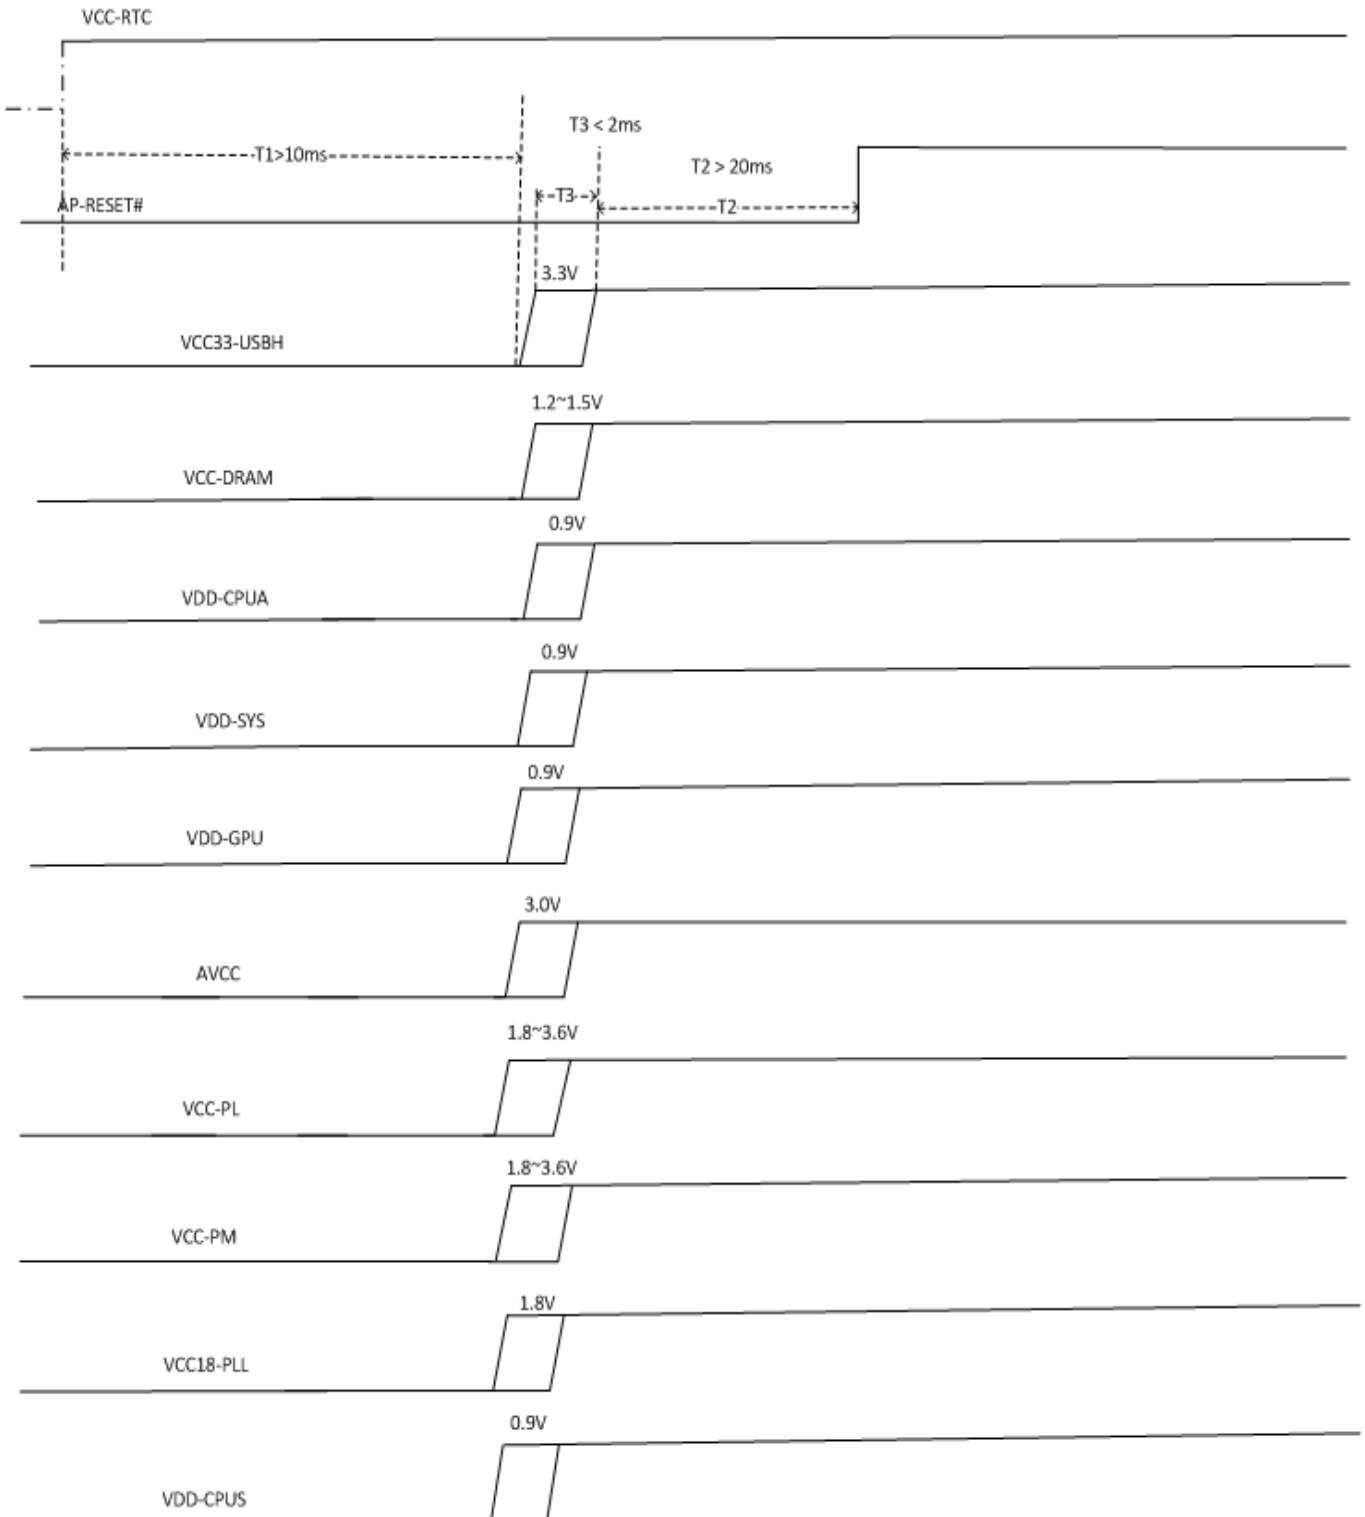 VCC-RTC
T3 < 2ms
T1>10ms
T2 > 20ms
T3
AP-RESET#
T2
3.3V
VCC33-USBH
1.2~1.5V
VCC-DRAM
0.9V
VDD-CPUA
0.9V
VDD-SYS
0.9V
VDD-GPU
3.0V
AVCC
1.8~3.6V
VCC-PL
1.8~3.6V
VCC-PM
1.8V
VCC18-PLL
0.9V
VDD-CPUS